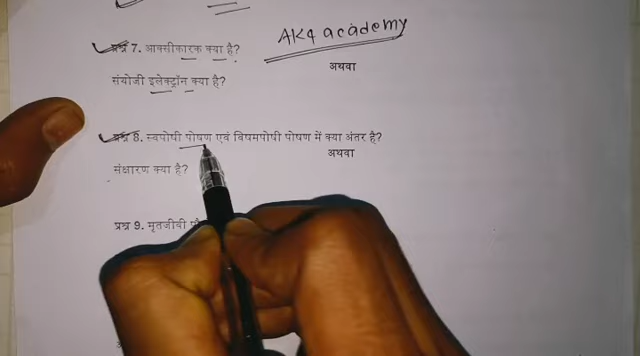 प्रश्न 7. आक्सीकारक क्या है?
AK4 academy
अथवा
संयोजी इलेक्ट्रॉन क्या है?
प्रश्न 8. स्वपोषी पोषण एवं विषमपोषी पोषण में क्या अंतर है?
अथवा
संक्षारण क्या है?
प्रश्न 9. मृतजीवी